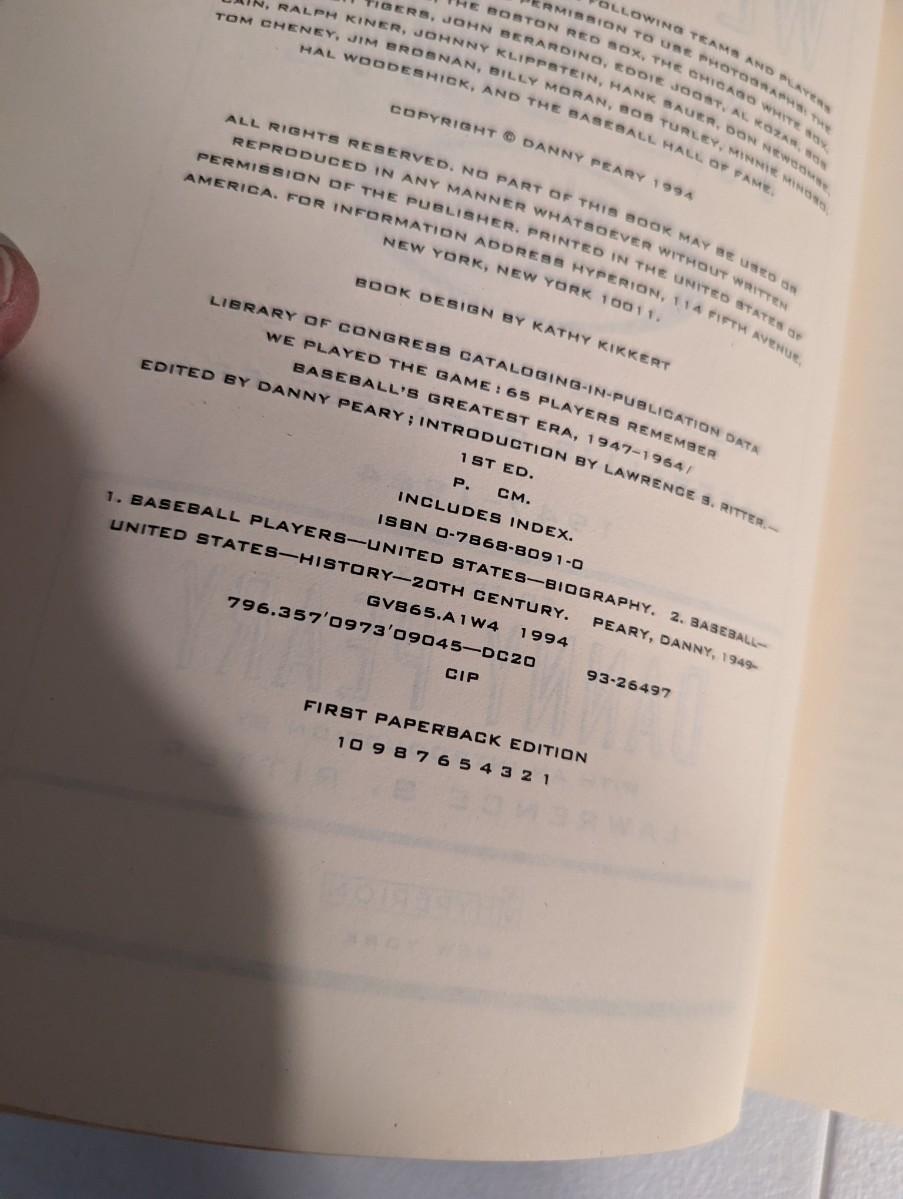 FOLLOWING TEAMS AND PLAYERS
PERMISSION TO USE PHOTOGRAPHS: THE
THE BOSTON RED SOX, THE CHICAGO WHITE SOX,
TIGERS, JOHN BERARDINO, EDDIE JOOST, AL KOZAR, BOB
CAIN, RALPH KINER, JOHNNY KLIPPSTEIN, HANK SAUER, DON NEWCOMBE,
TOM CHENEY, JIM BROSNAN, BILLY MORAN, BOB TURLEY, MINNIE MINOSO,
HAL WOODESHICK, AND THE BASEBALL HALL OF FAME.
COPYRIGHT © DANNY PEARY 1994
ALL RIGHTS RESERVED. NO PART OF THIS BOOK MAY BE USED OR
REPRODUCED IN ANY MANNER WHATSOEVER WITHOUT WRITTEN
PERMISSION OF THE PUBLISHER. PRINTED IN THE UNITED STATES OF
AMERICA. FOR INFORMATION ADDRESS HYPERION, 114 FIFTH AVENUE,
NEW YORK, NEW YORK 10011.
BOOK DESIGN BY KATHY KIKKERT
LIBRARY OF CONGRESS CATALOGING-IN-PUBLICATION DATA
WE PLAYED THE GAME : 65 PLAYERS REMEMBER
BASEBALL'S GREATEST ERA, 1947–1964/
EDITED BY DANNY PEARY ; INTRODUCTION BY LAWRENCE S. RITTER.—
1ST ED.
P. CM.
INCLUDES INDEX.
ISBN 0-7868-8091-0
1. BASEBALL PLAYERS—UNITED STATES—BIOGRAPHY. 2. BASEBALL—
UNITED STATES—HISTORY—20TH CENTURY. PEARY, DANNY, 1949–
GV865.A1W4 1994
796.357'0973'09045—DC20 93-26497
CIP
FIRST PAPERBACK EDITION
10 9 8 7 6 5 4 3 2 1